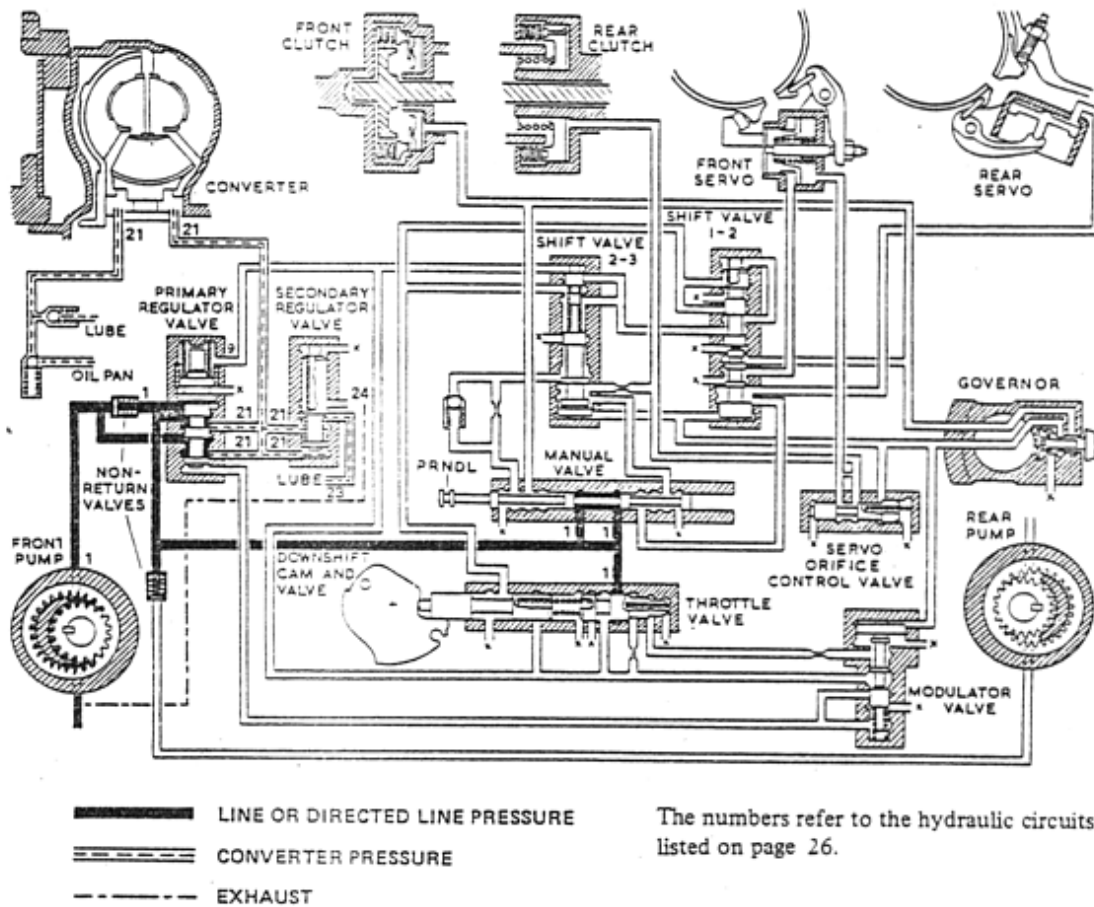 FRONT
CLUTCH
REAR
CLUTCH
CONVERTER
FRONT
SERVO
REAR
SERVO
21
21
SHIFT VALVE
1-2
SHIFT VALVE
2-3
PRIMARY
REGULATOR
VALVE
SECONDARY
REGULATOR
VALVE
LUBE
9
x
x
OIL PAN
x
x
x
x
1
24
21
21
21
21
GOVERNOR
LUBE
23
PRNDL
MANUAL
VALVE
NON-
RETURN
VALVES
x
x
1
1
x
x
x
FRONT
PUMP
1
SERVO
ORIFICE
CONTROL VALVE
REAR
PUMP
DOWNSHIFT
CAM AND
VALVE
1
THROTTLE
VALVE
x
x
x
x
x
MODULATOR
VALVE
x
LINE OR DIRECTED LINE PRESSURE
CONVERTER PRESSURE
EXHAUST
The numbers refer to the hydraulic circuits
listed on page 26.